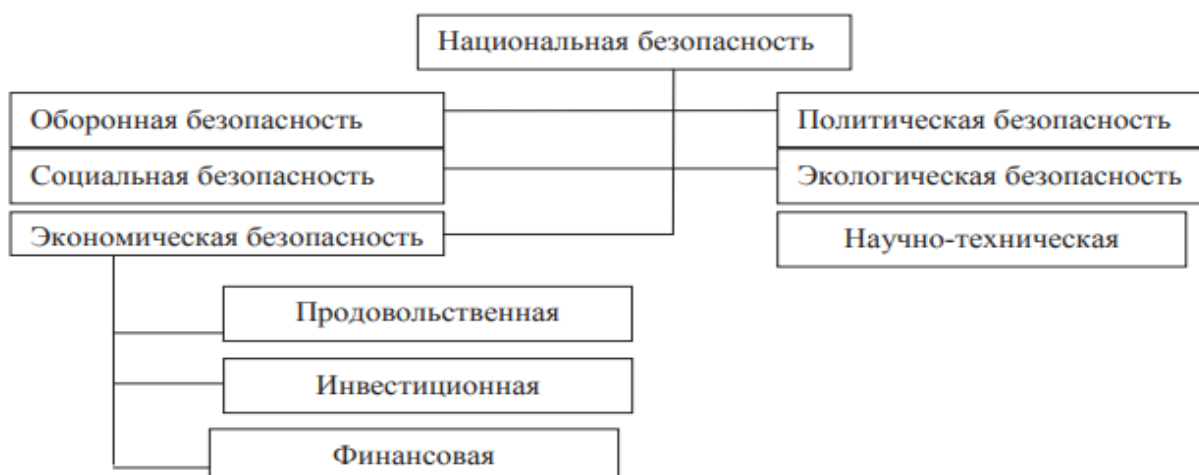 Национальная безопасность
Оборонная безопасность
Политическая безопасность
Социальная безопасность
Экологическая безопасность
Экономическая безопасность
Научно-техническая
Продовольственная
Инвестиционная
Финансовая